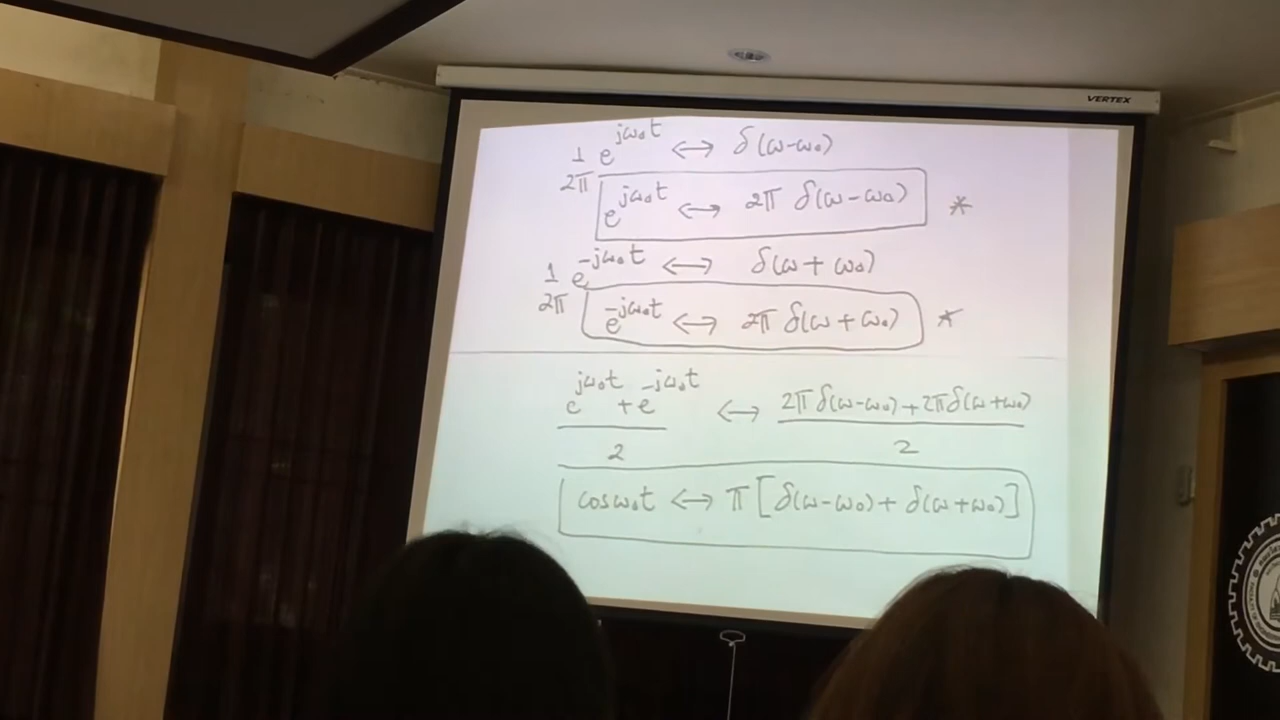 VERTEX
1/2π e^{jω₀t} ↔ δ(ω-ω₀)
e^{jω₀t} ↔ 2π δ(ω-ω₀) *
1/2π e^{-jω₀t} ↔ δ(ω+ω₀)
e^{-jω₀t} ↔ 2π δ(ω+ω₀) *
(e^{jω₀t} + e^{-jω₀t})/2 ↔ (2π δ(ω-ω₀) + 2π δ(ω+ω₀))/2
cos ω₀t ↔ π [δ(ω-ω₀) + δ(ω+ω₀)]